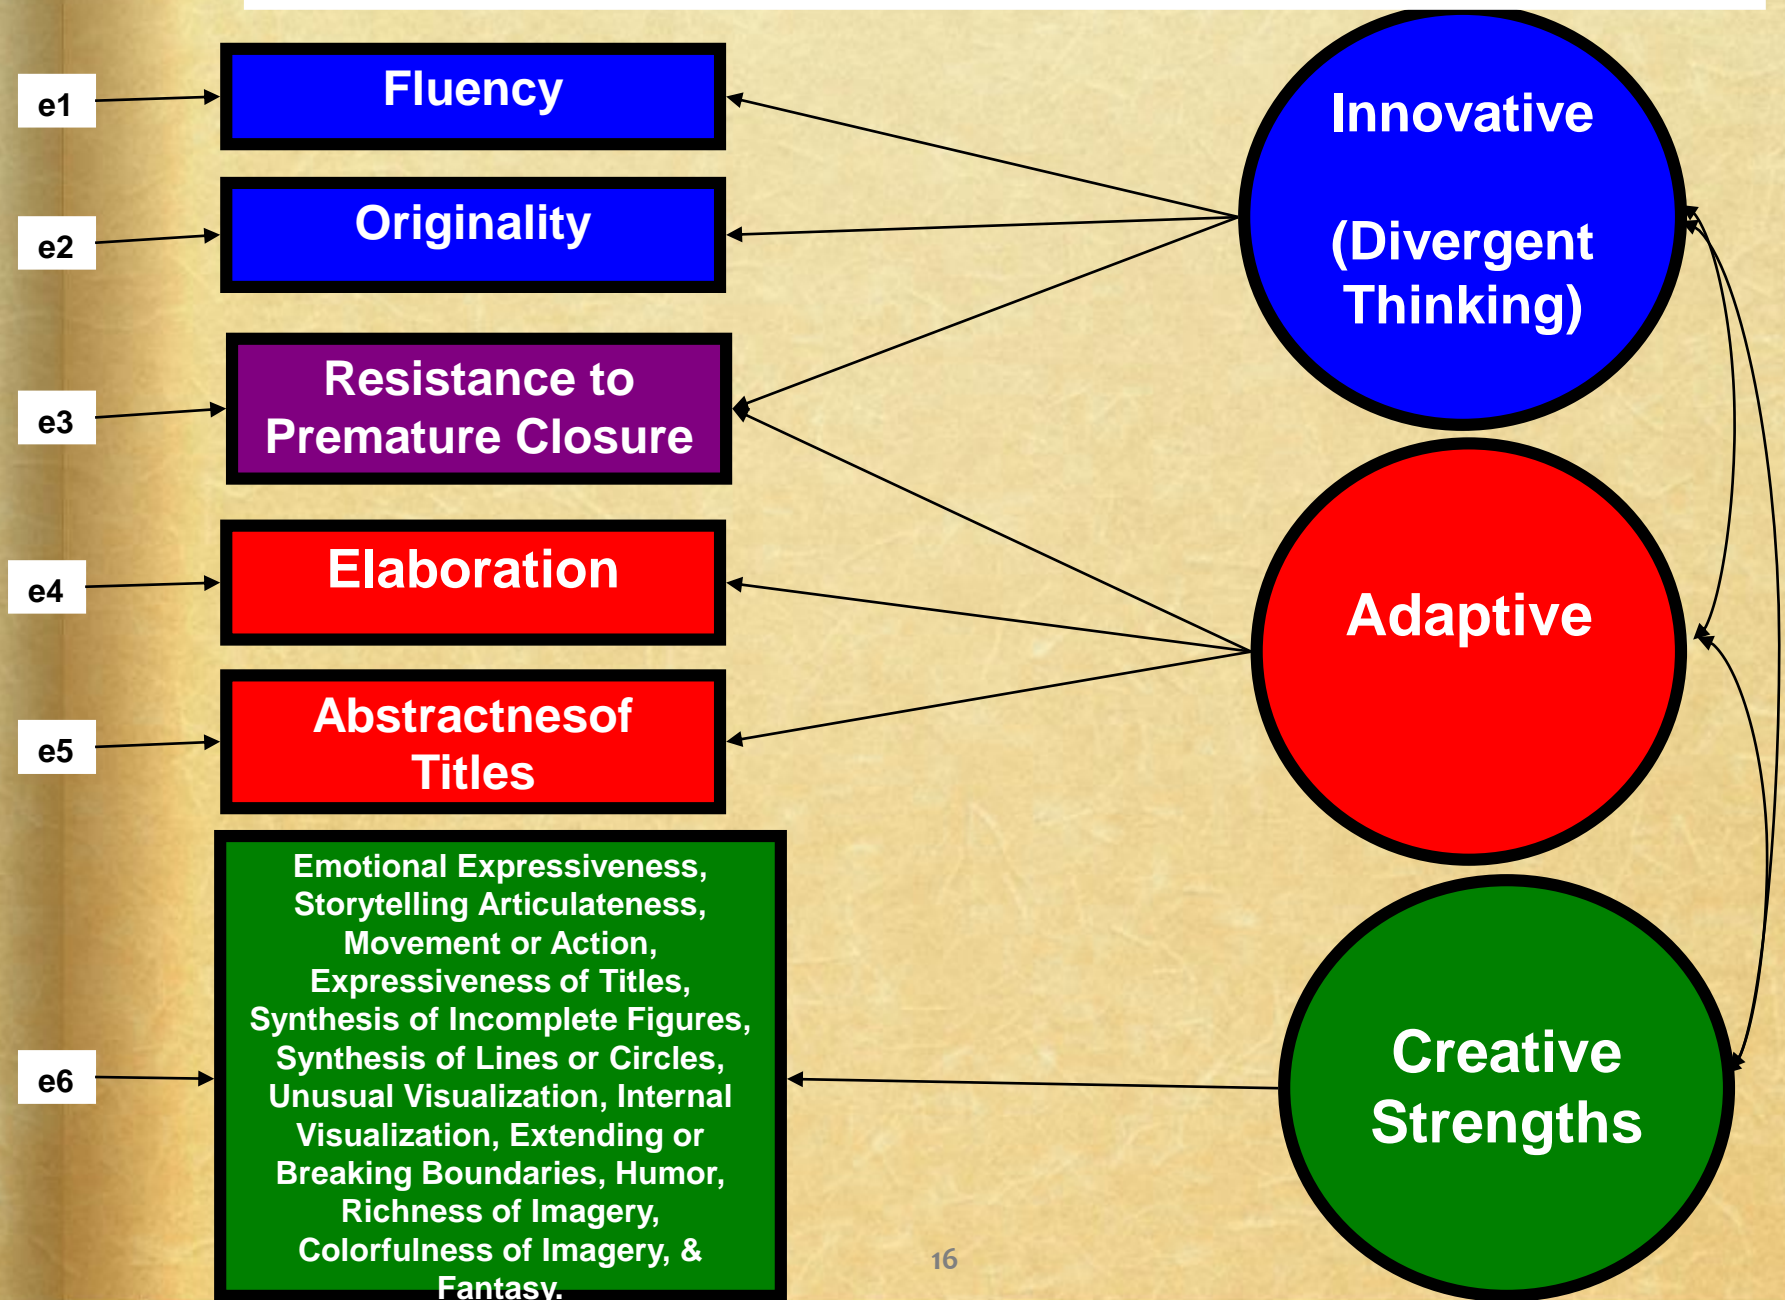 e1
Fluency
e2
Originality
e3
Resistance to
Premature Closure
e4
Elaboration
e5
Abstractnesof
Titles
e6
Emotional Expressiveness,
Storytelling Articulateness,
Movement or Action,
Expressiveness of Titles,
Synthesis of Incomplete Figures,
Synthesis of Lines or Circles,
Unusual Visualization, Internal
Visualization, Extending or
Breaking Boundaries, Humor,
Richness of Imagery,
Colorfulness of Imagery, &
Fantasy.
Innovative
(Divergent
Thinking)
Adaptive
Creative
Strengths
16